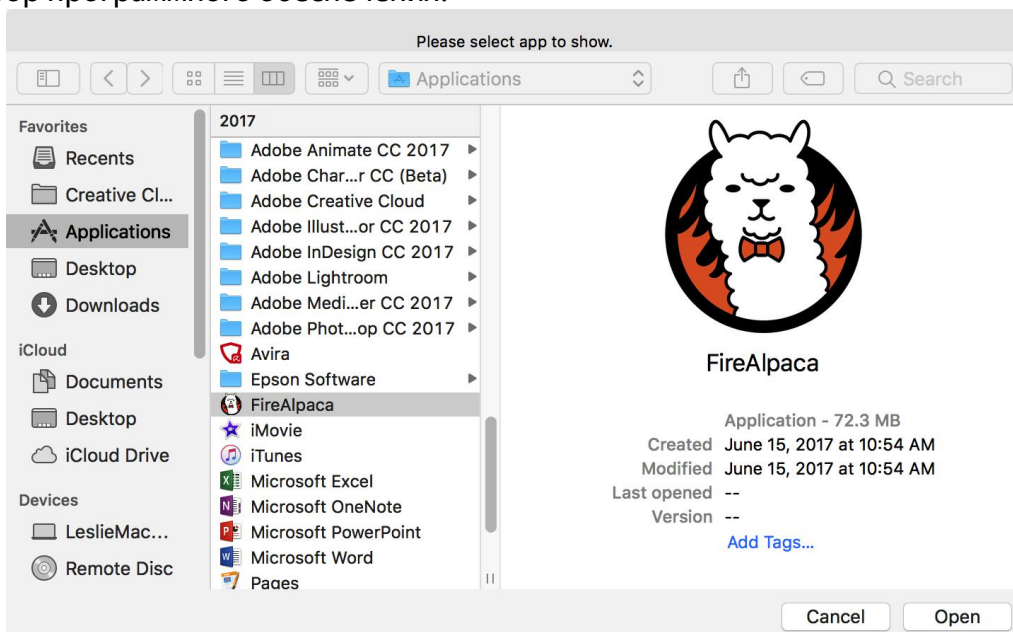 ор программного обеспечения.
Please select app to show.
Applications
Search
Favorites
Recents
Creative Cl...
Applications
Desktop
Downloads
iCloud
Documents
Desktop
iCloud Drive
Devices
LeslieMac...
Remote Disc
2017
Adobe Animate CC 2017
Adobe Char...r CC (Beta)
Adobe Creative Cloud
Adobe Illust...or CC 2017
Adobe InDesign CC 2017
Adobe Lightroom
Adobe Medi...er CC 2017
Adobe Phot...op CC 2017
Avira
Epson Software
FireAlpaca
iMovie
iTunes
Microsoft Excel
Microsoft OneNote
Microsoft PowerPoint
Microsoft Word
Pages
FireAlpaca
Application - 72.3 MB
Created June 15, 2017 at 10:54 AM
Modified June 15, 2017 at 10:54 AM
Last opened --
Version --
Add Tags...
Cancel
Open